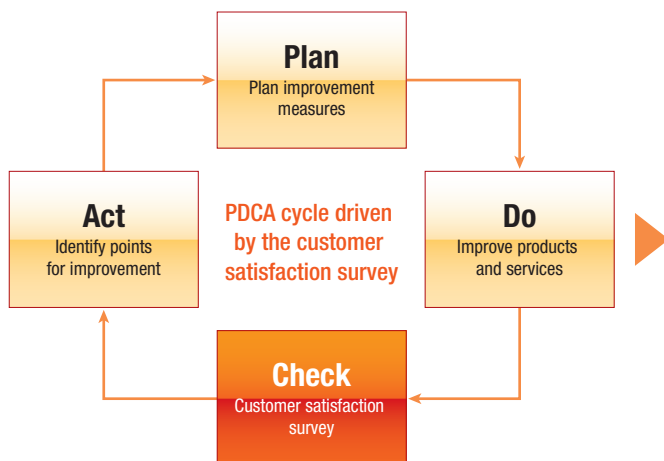 Plan
Plan improvement
measures
Act
Identify points
for improvement
PDCA cycle driven
by the customer
satisfaction survey
Do
Improve products
and services
Check
Customer satisfaction
survey